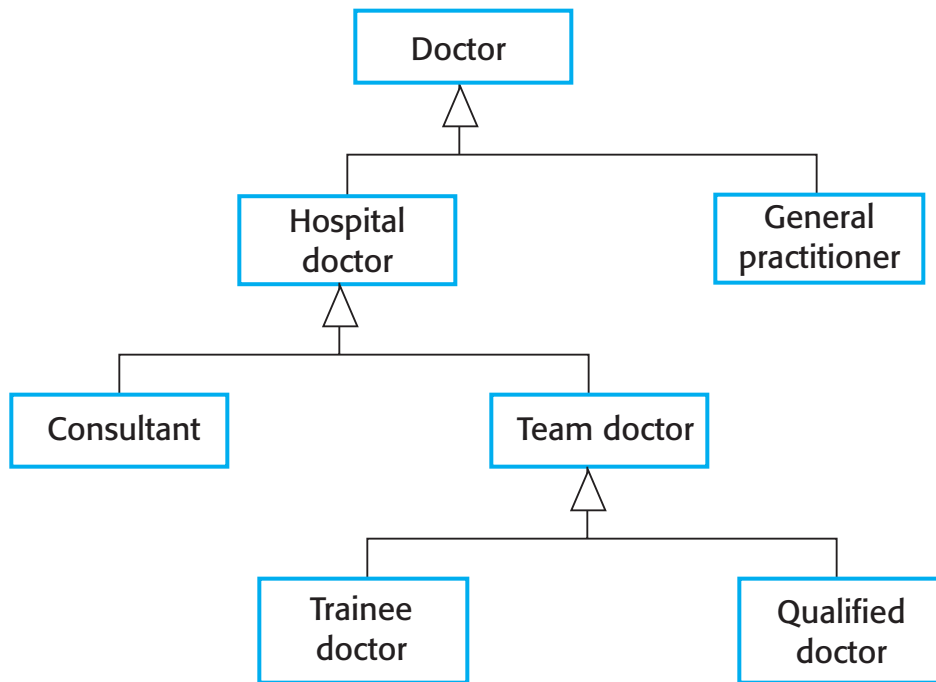 Doctor
Hospital
doctor
General
practitioner
Consultant
Team doctor
Trainee
doctor
Qualified
doctor